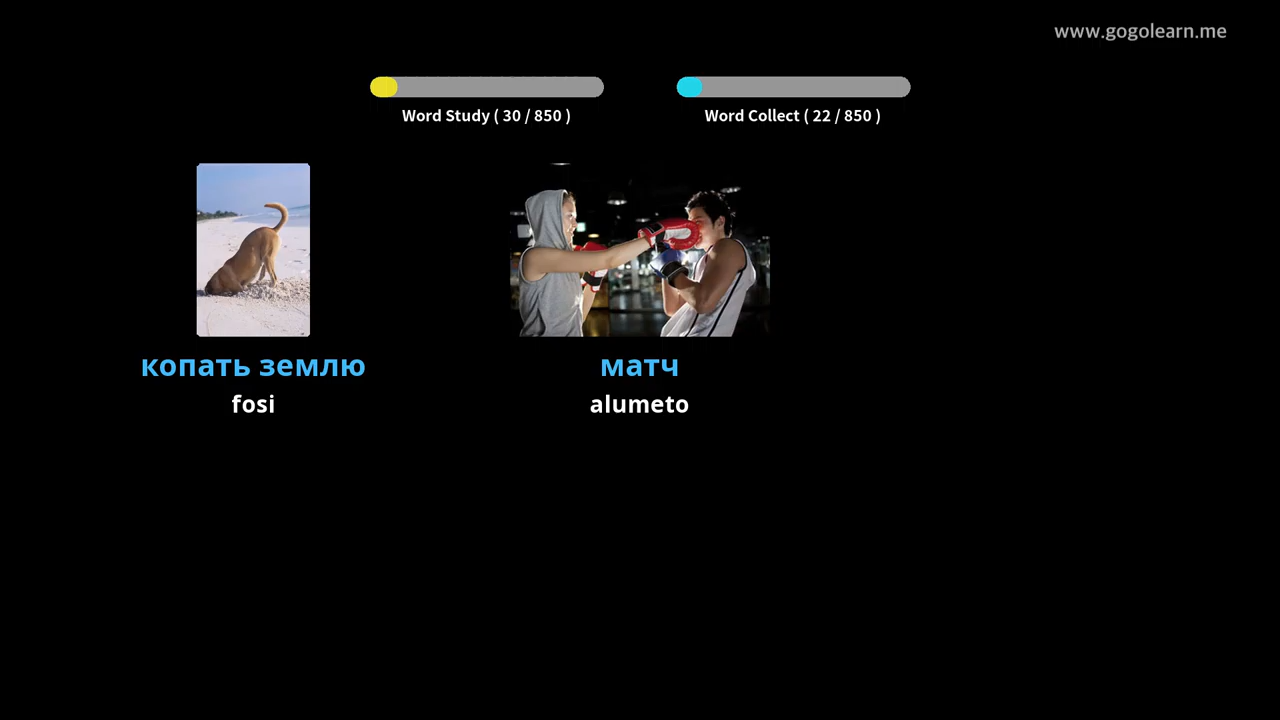 www.gogolearn.me
Word Study ( 30 / 850 )
Word Collect ( 22 / 850 )
копать землю
fosi
матч
alumeto